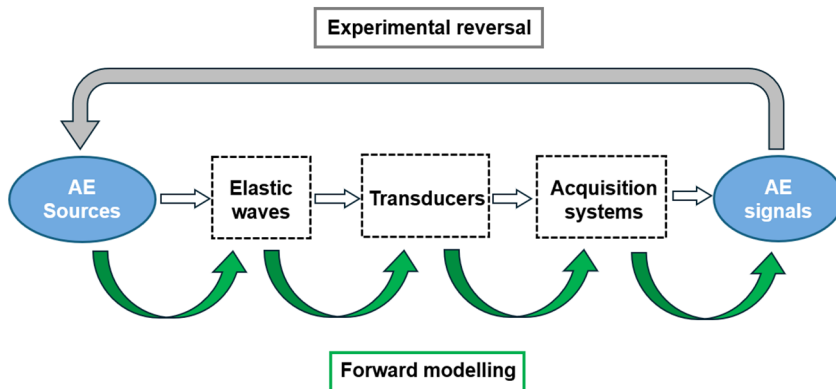 Experimental reversal
AE
Sources
Elastic
waves
Transducers
Acquisition
systems
AE
signals
Forward modelling